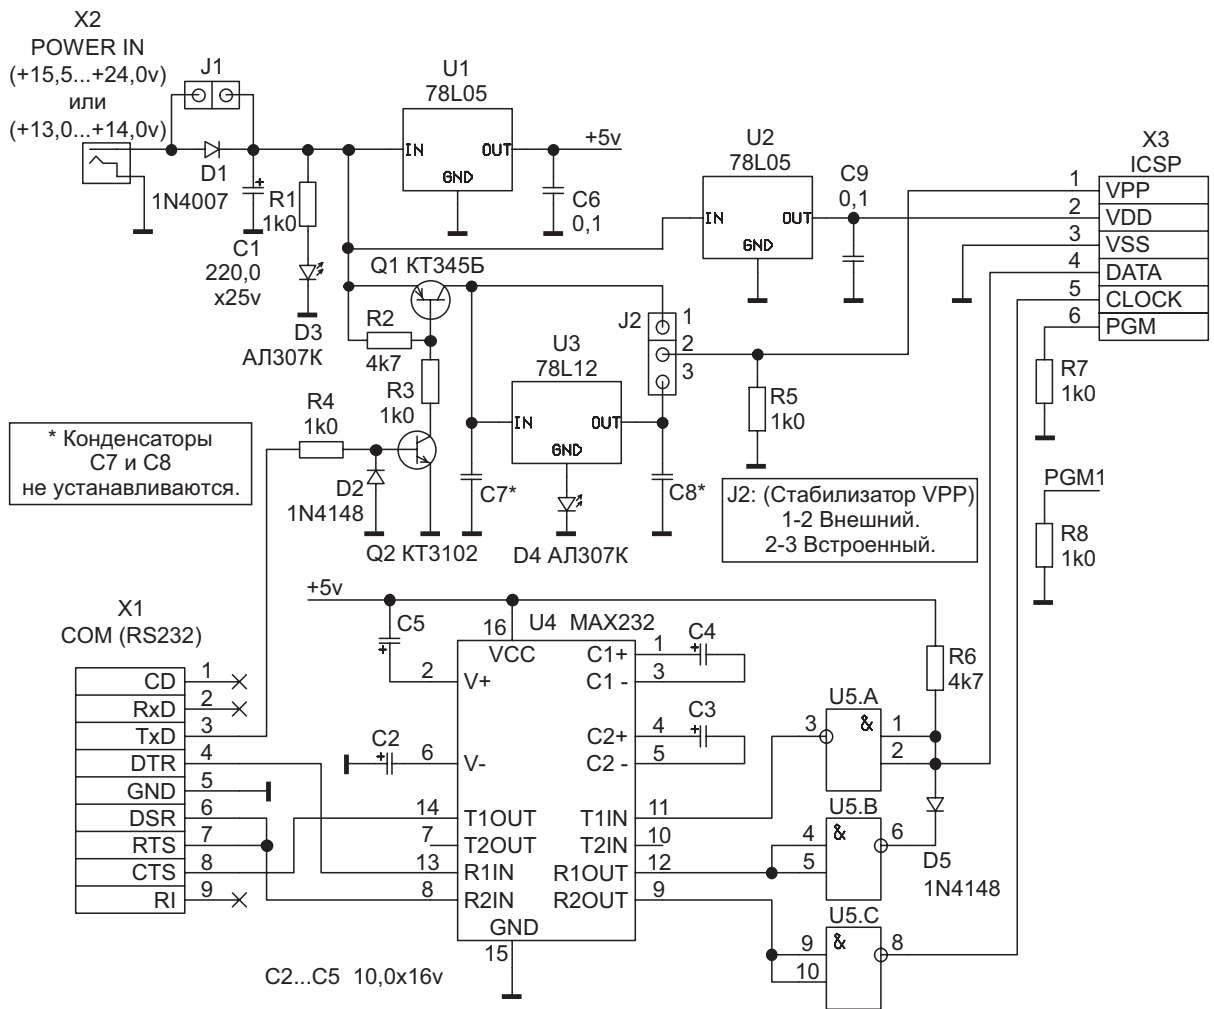 X2
POWER IN
(+15,5...+24,0v)
или
(+13,0...+14,0v)
J1
D1
1N4007
C1
220,0
x25v
R1
1k0
D3
АЛ307К
U1
78L05
IN
OUT
GND
+5v
C6
0,1
U2
78L05
IN
OUT
GND
C9
0,1
X3
ICSP
1 VPP
2 VDD
3 VSS
4 DATA
5 CLOCK
6 PGM
Q1 КТ345Б
R2
4k7
R3
1k0
R4
1k0
D2
1N4148
Q2 КТ3102
U3
78L12
IN
OUT
GND
C7*
C8*
D4 АЛ307К
J2
1
2
3
R5
1k0
R7
1k0
PGM1
R8
1k0
* Конденсаторы
C7 и C8
не устанавливаются.
J2: (Стабилизатор VPP)
1-2 Внешний.
2-3 Встроенный.
X1
COM (RS232)
CD 1
RxD 2
TxD 3
DTR 4
GND 5
DSR 6
RTS 7
CTS 8
RI 9
+5v
C5
C2
U4 MAX232
16
VCC
2 V+
6 V-
14 T1OUT
7 T2OUT
13 R1IN
8 R2IN
GND
15
C1+ 1
C1 - 3
C2+ 4
C2 - 5
T1IN 11
T2IN 10
R1OUT 12
R2OUT 9
C4
C3
R6
4k7
U5.A
3 & 1
2
U5.B
4 & 6
5
D5
1N4148
U5.C
9 & 8
10
C2...C5 10,0x16v